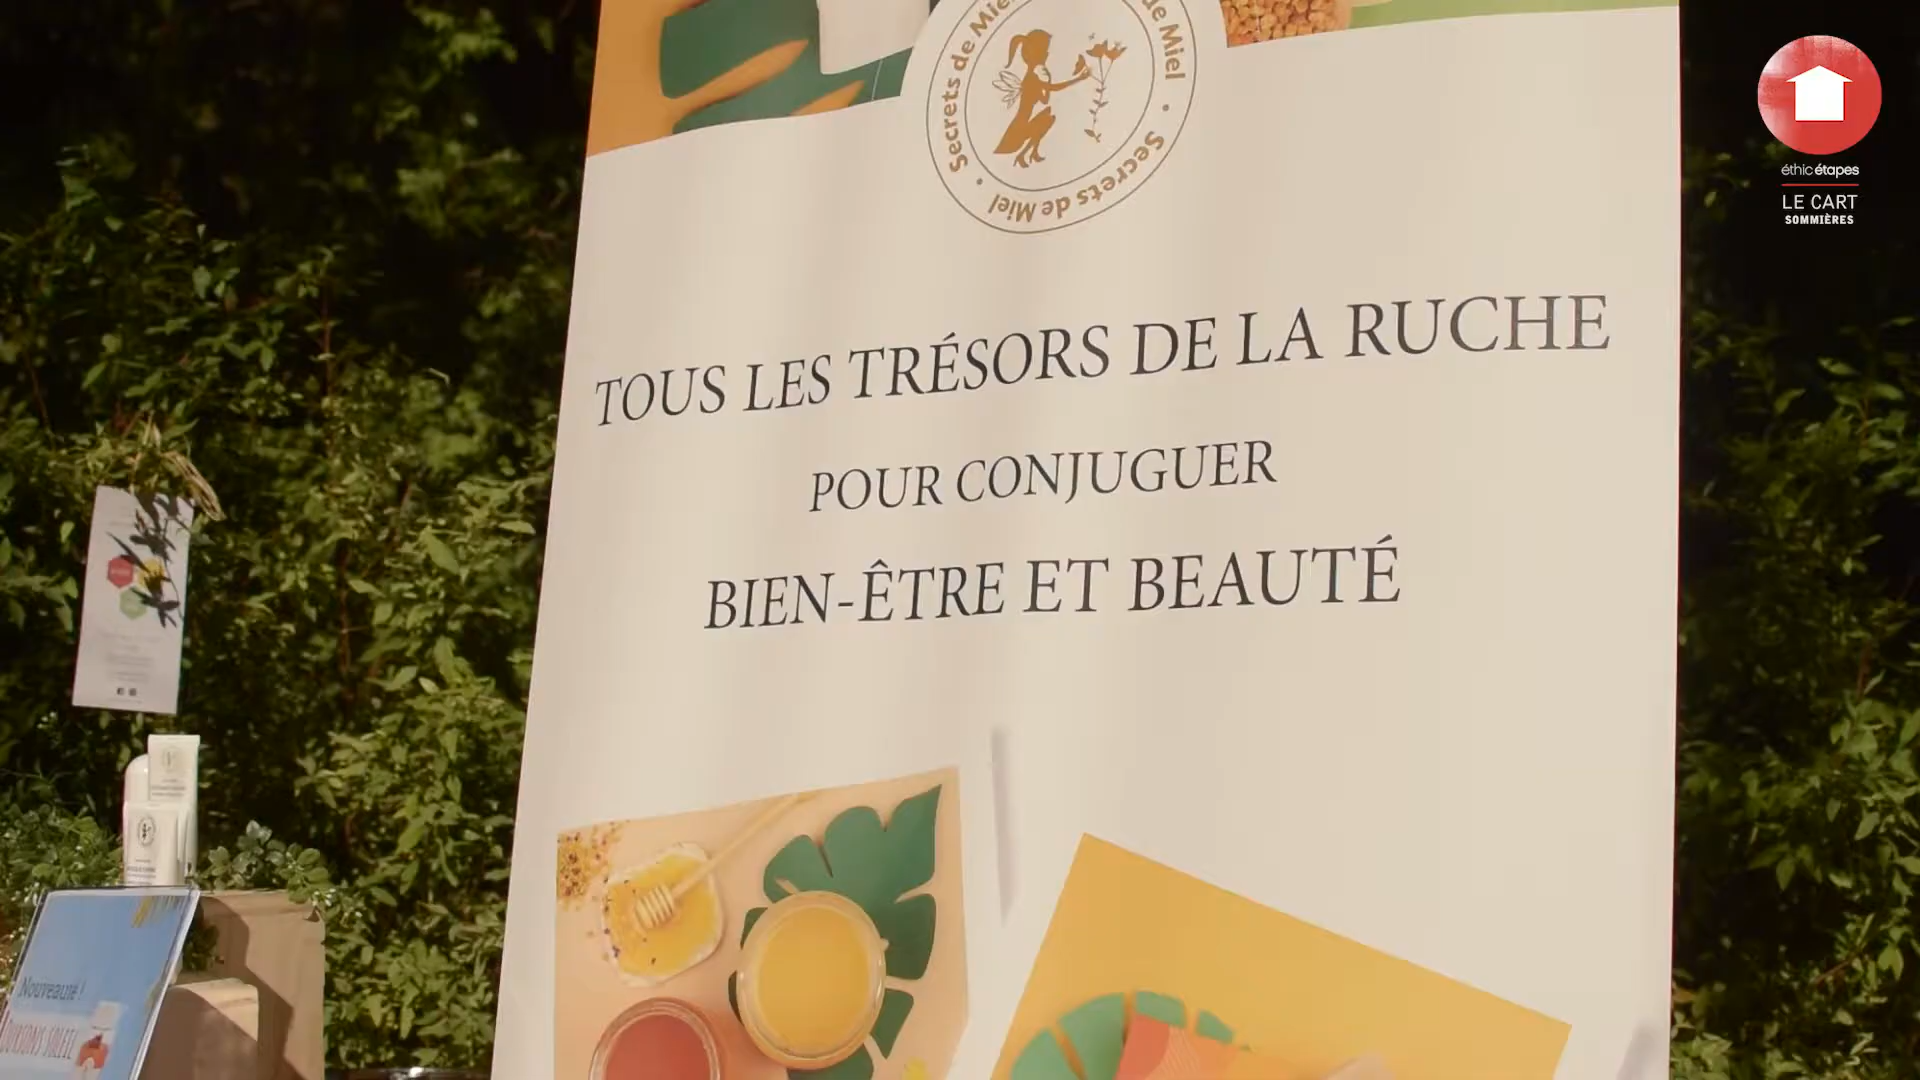 Secrets de Miel · Secrets de Miel
TOUS LES TRÉSORS DE LA RUCHE
POUR CONJUGUER
BIEN-ÊTRE ET BEAUTÉ
éthic étapes
LE CART
SOMMIÈRES
Nouveauté !
SOLEIL